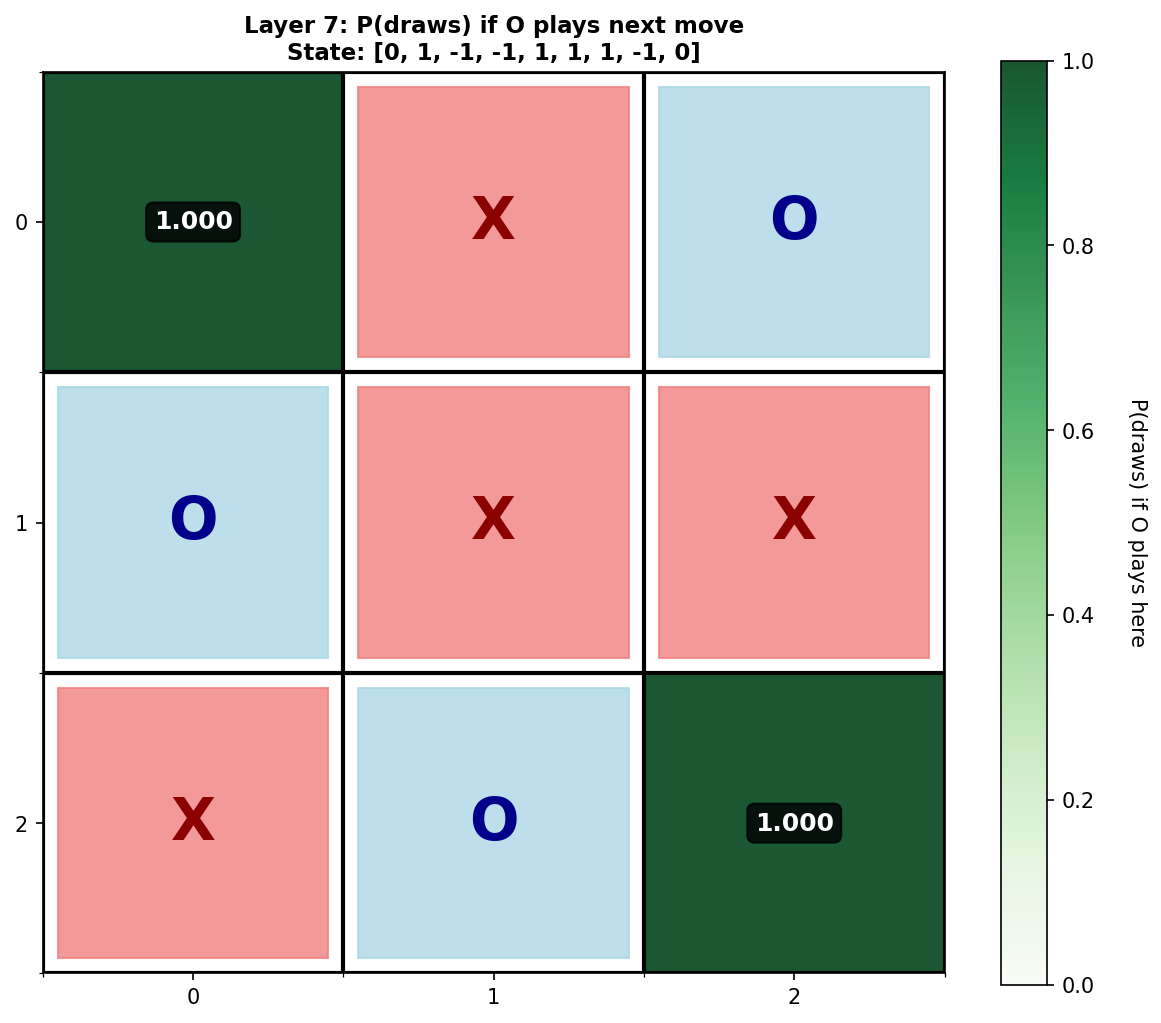 Layer 7: P(draws) if O plays next move
State: [0, 1, -1, -1, 1, 1, 1, -1, 0]
0
1.000
X
O
1
O
X
X
2
X
O
1.000
0
1
2
1.0
0.8
0.6
0.4
0.2
0.0
P(draws) if O plays here